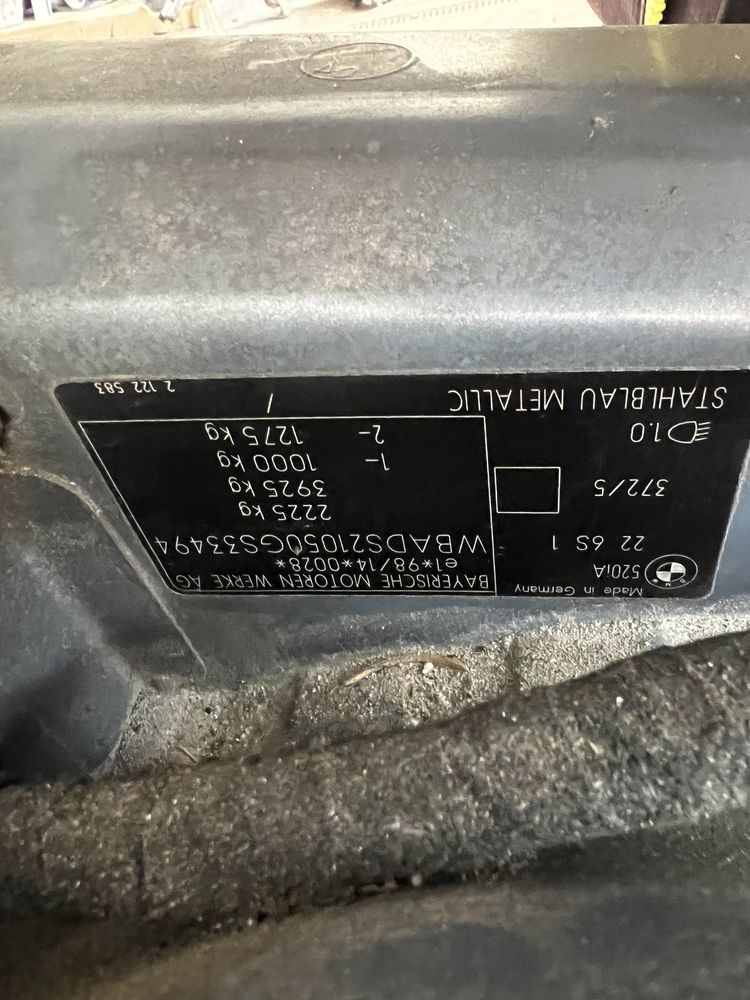 Made in Germany
520iA
22 6S 1
372/5
1.0
STAHLBLAU METALLIC
BAYERISCHE MOTOREN WERKE AG
e1*98/14*0028*
WBADS21050GS33494
2225 kg
3925 kg
1- 1000 kg
2- 1275 kg
/ 2 122 583